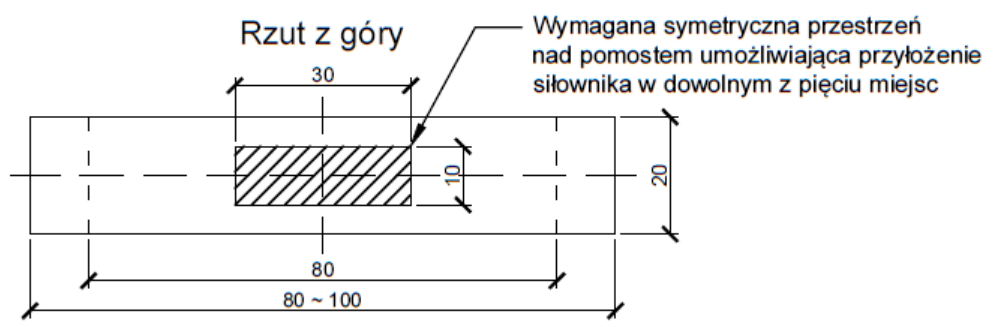 Rzut z góry
Wymagana symetryczna przestrzeń
nad pomostem umożliwiająca przyłożenie
siłownika w dowolnym z pięciu miejsc
30
10
20
80
80 ~ 100